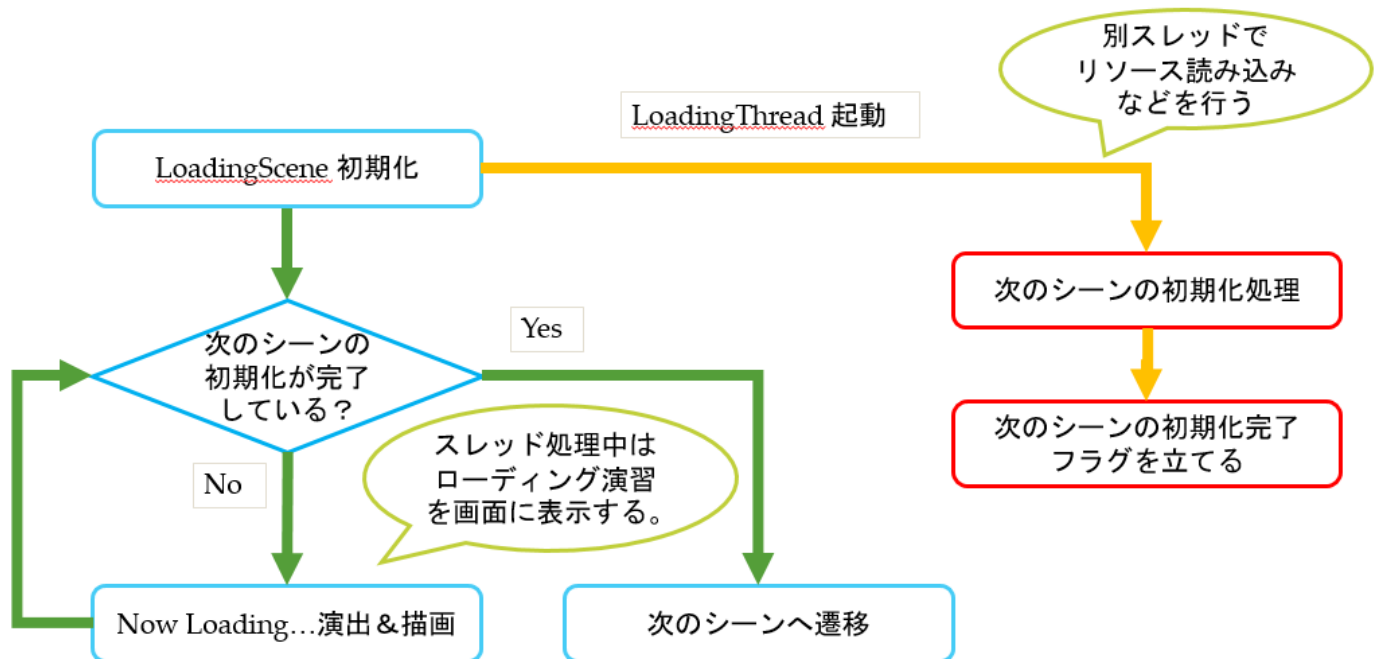 別スレッドで
リソース読み込み
などを行う
LoadingThread 起動
LoadingScene 初期化
次のシーンの初期化処理
Yes
次のシーンの
初期化が完了
している？
次のシーンの初期化完了
フラグを立てる
スレッド処理中は
ローディング演習
を画面に表示する。
No
Now Loading…演出＆描画
次のシーンへ遷移